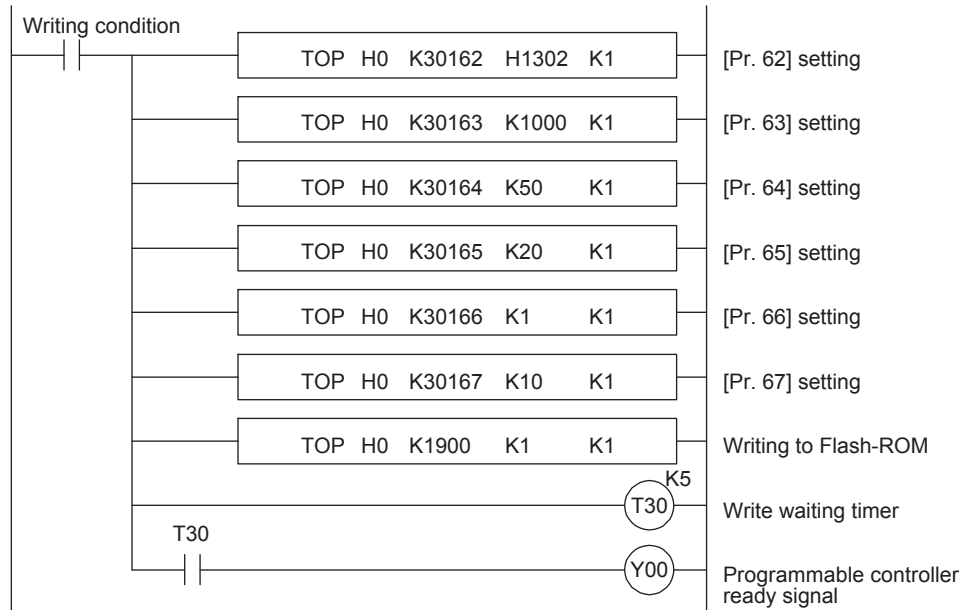 Writing condition
TOP H0 K30162 H1302 K1 [Pr. 62] setting
TOP H0 K30163 K1000 K1 [Pr. 63] setting
TOP H0 K30164 K50 K1 [Pr. 64] setting
TOP H0 K30165 K20 K1 [Pr. 65] setting
TOP H0 K30166 K1 K1 [Pr. 66] setting
TOP H0 K30167 K10 K1 [Pr. 67] setting
TOP H0 K1900 K1 K1 Writing to Flash-ROM
K5
T30 Write waiting timer
T30
Y00 Programmable controller
ready signal